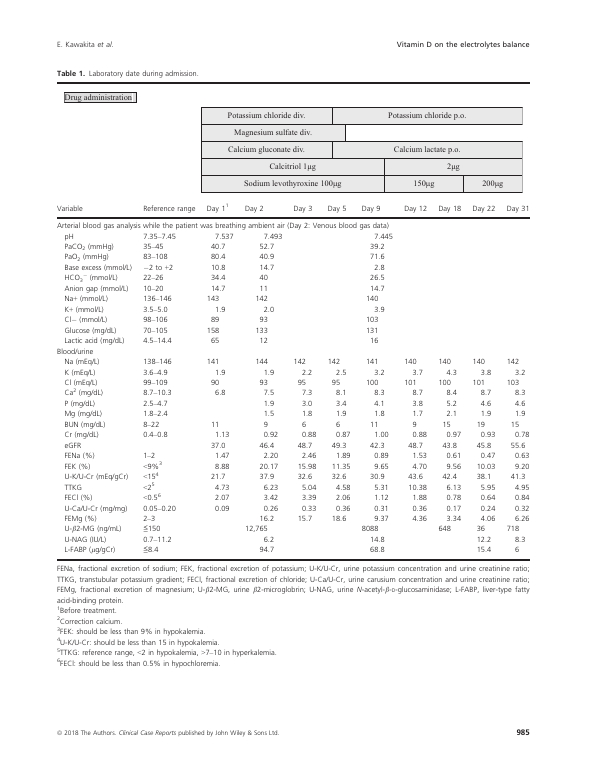 E. Kawakita et al. Vitamin D on the electrolytes balance
Table 1. Laboratory date during admission.
Drug administration
Potassium chloride div. Potassium chloride p.o.
Magnesium sulfate div.
Calcium gluconate div. Calcium lactate p.o.
Calcitriol 1μg 2μg
Sodium levothyroxine 100μg 150μg 200μg
Variable Reference range Day 1¹ Day 2 Day 3 Day 5 Day 9 Day 12 Day 18 Day 22 Day 31
Arterial blood gas analysis while the patient was breathing ambient air (Day 2: Venous blood gas data)
pH 7.35–7.45 7.537 7.493 7.445
PaCO₂ (mmHg) 35–45 40.7 52.7 39.2
PaO₂ (mmHg) 83–108 80.4 40.9 71.6
Base excess (mmol/L) −2 to +2 10.8 14.7 2.8
HCO₃⁻ (mmol/L) 22–26 34.4 40 26.5
Anion gap (mmol/L) 10–20 14.7 11 14.7
Na+ (mmol/L) 136–146 143 142 140
K+ (mmol/L) 3.5–5.0 1.9 2.0 3.9
Cl− (mmol/L) 98–106 89 93 103
Glucose (mg/dL) 70–105 158 133 131
Lactic acid (mg/dL) 4.5–14.4 65 12 16
Blood/urine
Na (mEq/L) 138–146 141 144 142 142 141 140 140 140 142
K (mEq/L) 3.6–4.9 1.9 1.9 2.2 2.5 3.2 3.7 4.3 3.8 3.2
Cl (mEq/L) 99–109 90 93 95 95 100 101 100 101 103
Ca² (mg/dL) 8.7–10.3 6.8 7.5 7.3 8.1 8.3 8.7 8.4 8.7 8.3
P (mg/dL) 2.5–4.7 1.9 3.0 3.4 4.1 3.8 5.2 4.6 4.6
Mg (mg/dL) 1.8–2.4 1.5 1.8 1.9 1.8 1.7 2.1 1.9 1.9
BUN (mg/dL) 8–22 11 9 6 6 11 9 15 19 15
Cr (mg/dL) 0.4–0.8 1.13 0.92 0.88 0.87 1.00 0.88 0.97 0.93 0.78
eGFR 37.0 46.4 48.7 49.3 42.3 48.7 43.8 45.8 55.6
FENa (%) 1–2 1.47 2.20 2.46 1.89 0.89 1.53 0.61 0.47 0.63
FEK (%) <9%³ 8.88 20.17 15.98 11.35 9.65 4.70 9.56 10.03 9.20
U-K/U-Cr (mEq/gCr) <15⁴ 21.7 37.9 32.6 32.6 30.9 43.6 42.4 38.1 41.3
TTKG <2⁵ 4.73 6.23 5.04 4.58 5.31 10.38 6.13 5.95 4.95
FECl (%) <0.5⁶ 2.07 3.42 3.39 2.06 1.12 1.88 0.78 0.64 0.84
U-Ca/U-Cr (mg/mg) 0.05–0.20 0.09 0.26 0.33 0.36 0.31 0.36 0.17 0.24 0.32
FEMg (%) 2–3 16.2 15.7 18.6 9.37 4.36 3.34 4.06 6.26
U-β2-MG (ng/mL) ≦150 12,765 8088 648 36 718
U-NAG (IU/L) 0.7–11.2 6.2 14.8 12.2 8.3
L-FABP (μg/gCr) ≦8.4 94.7 68.8 15.4 6
FENa, fractional excretion of sodium; FEK, fractional excretion of potassium; U-K/U-Cr, urine potassium concentration and urine creatinine ratio;
TTKG, transtubular potassium gradient; FECl, fractional excretion of chloride; U-Ca/U-Cr, urine carusium concentration and urine creatinine ratio;
FEMg, fractional excretion of magnesium; U-β2-MG, urine β2-microglobrin; U-NAG, urine N-acetyl-β-D-glucosaminidase; L-FABP, liver-type fatty
acid-binding protein.
¹Before treatment.
²Correction calcium.
³FEK: should be less than 9% in hypokalemia.
⁴U-K/U-Cr: should be less than 15 in hypokalemia.
⁵TTKG: reference range, <2 in hypokalemia, >7–10 in hyperkalemia.
⁶FECl: should be less than 0.5% in hypochloremia.
© 2018 The Authors. Clinical Case Reports published by John Wiley & Sons Ltd. 985